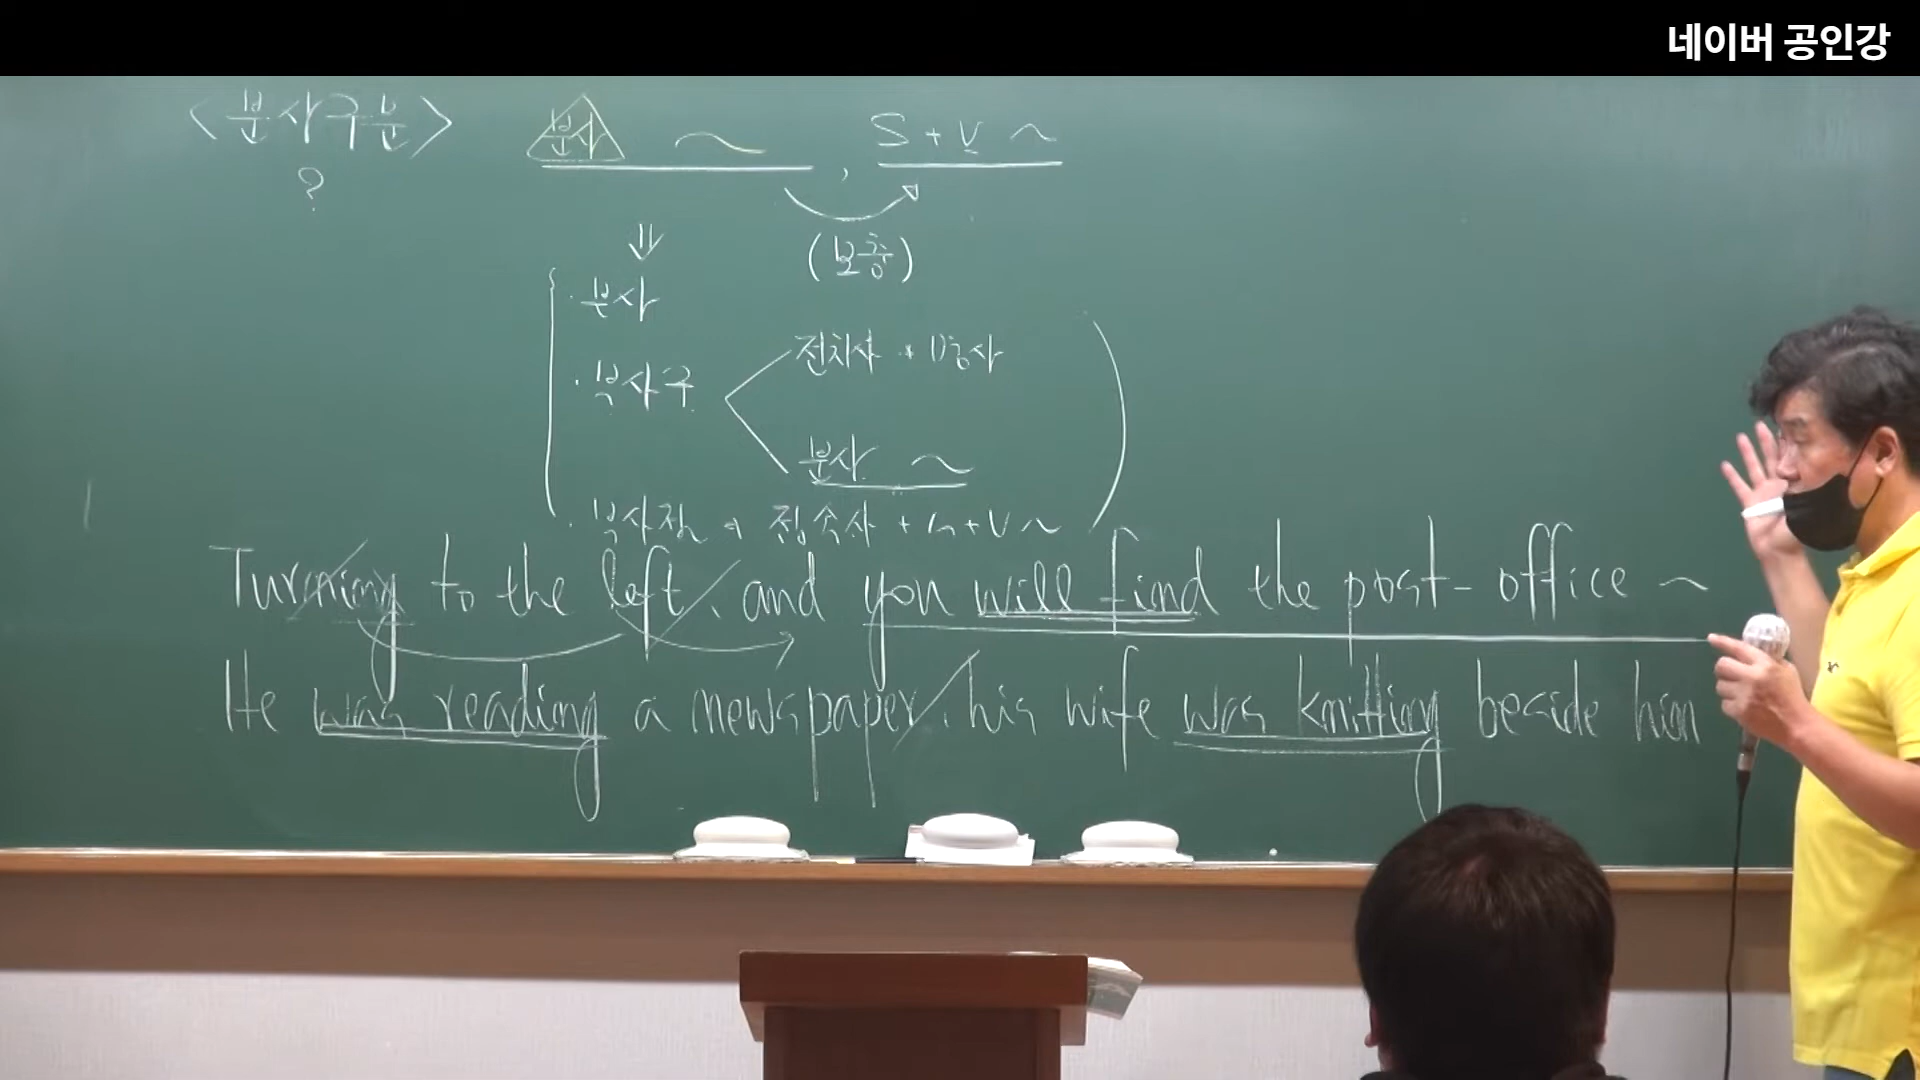 네이버 공인강
<분사구문> 분사 ~ , S + V ~
?
(보충)
· 부사
· 부사구
전치사 + 명사
분사 ~
· 부사절 → 접속사 + S + V ~
Turning to the left, and you will find the post-office ~
He was reading a newspaper, his wife was knitting beside him